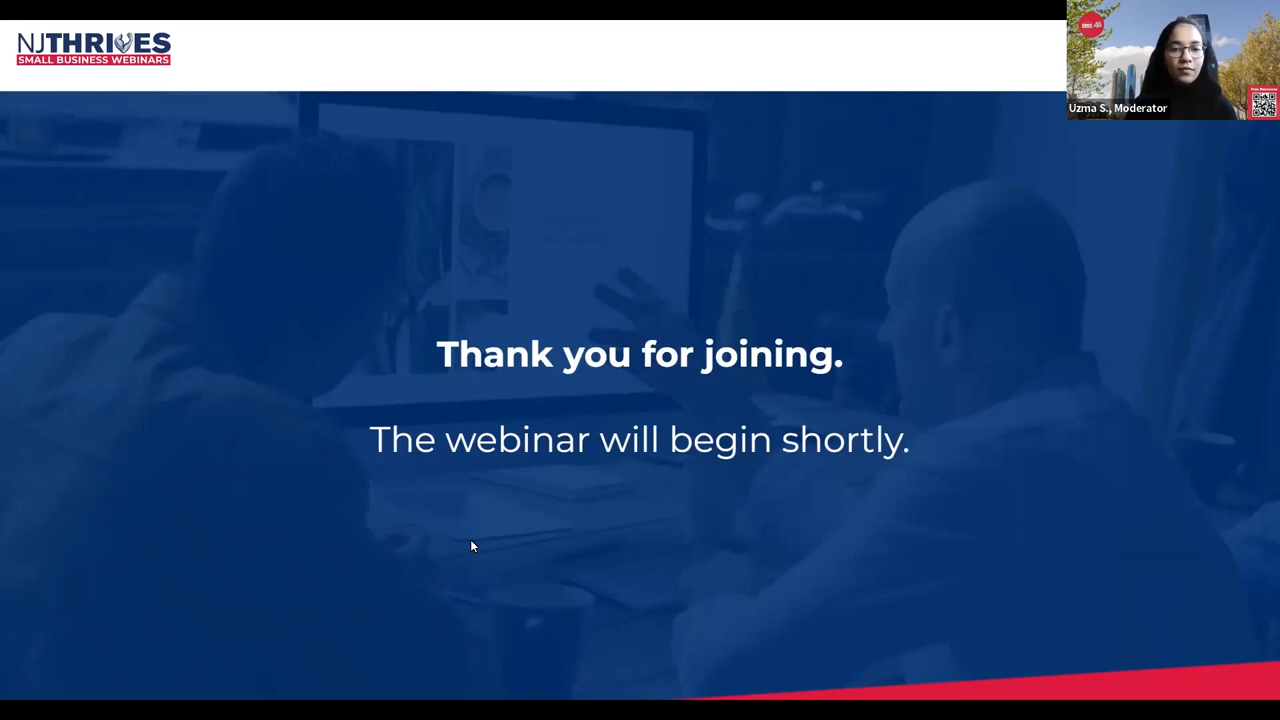 NJTHRIVES
SMALL BUSINESS WEBINARS
Uzma S., Moderator
Thank you for joining.
The webinar will begin shortly.